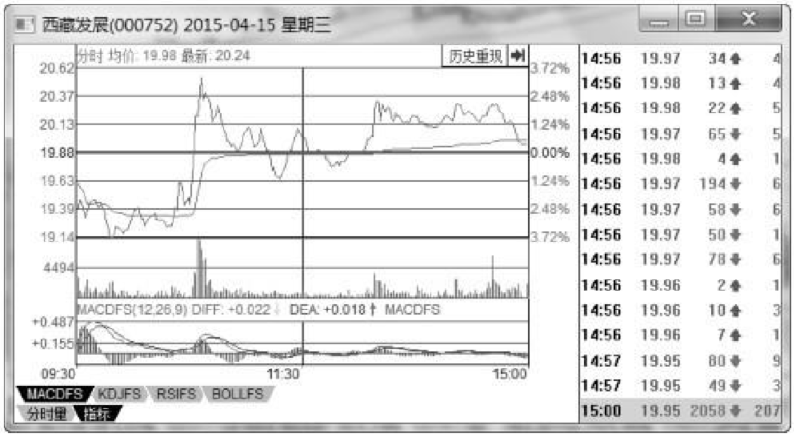 西藏发展(000752) 2015-04-15 星期三
分时 均价: 19.98 最新: 20.24 历史重现
20.62 3.72%
20.37 2.48%
20.13 1.24%
19.88 0.00%
19.63 1.24%
19.39 2.48%
19.14 3.72%
4494
MACDFS(12,26,9) DIFF: +0.022↓ DEA: +0.018↑ MACDFS
+0.487
+0.155
09:30 11:30 15:00
MACDFS KDJFS RSIFS BOLLFS
分时量 指标
14:56 19.97 34 ↑ 4
14:56 19.98 13 ↑ 4
14:56 19.98 22 ↑ 5
14:56 19.97 65 ↓ 5
14:56 19.98 4 ↑ 1
14:56 19.97 194 ↓ 6
14:56 19.97 58 ↓ 6
14:56 19.97 50 ↓ 1
14:56 19.97 78 ↓ 6
14:56 19.96 2 ↑ 1
14:56 19.96 10 ↑ 3
14:56 19.96 7 ↑ 1
14:57 19.95 80 ↓ 9
14:57 19.95 49 ↓ 3
15:00 19.95 2058 ↓ 207